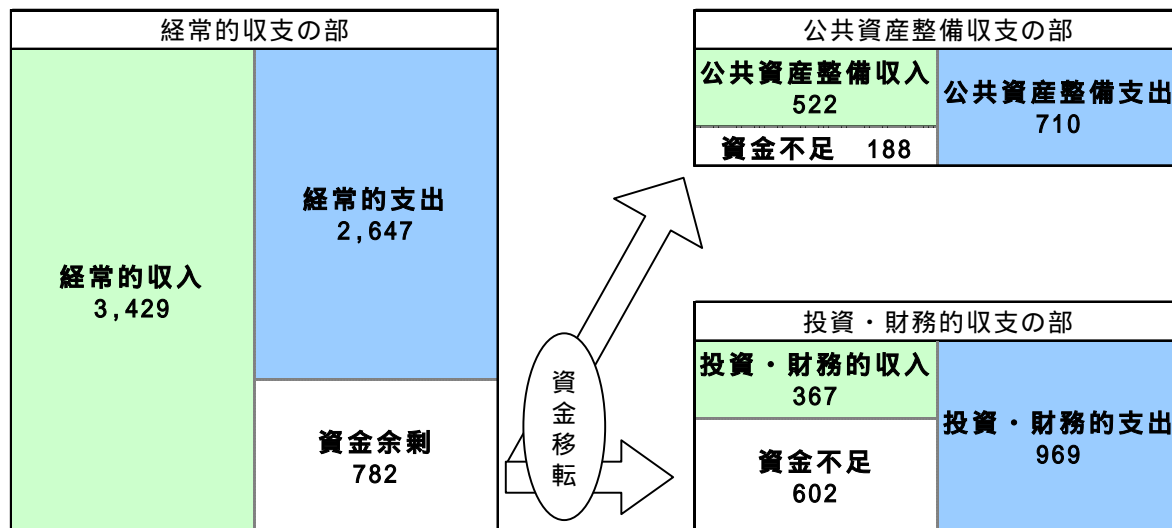 経常的収支の部
経常的収入
3,429
経常的支出
2,647
資金余剰
782
資金移転
公共資産整備収支の部
公共資産整備収入
522
資金不足 188
公共資産整備支出
710
投資・財務的収支の部
投資・財務的収入
367
資金不足
602
投資・財務的支出
969